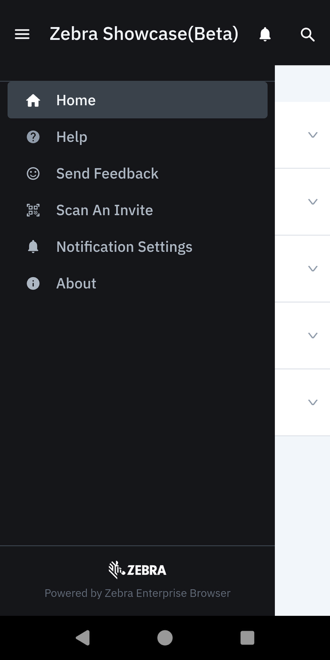 Zebra Showcase(Beta)
Home
Help
Send Feedback
Scan An Invite
Notification Settings
About
ZEBRA
Powered by Zebra Enterprise Browser